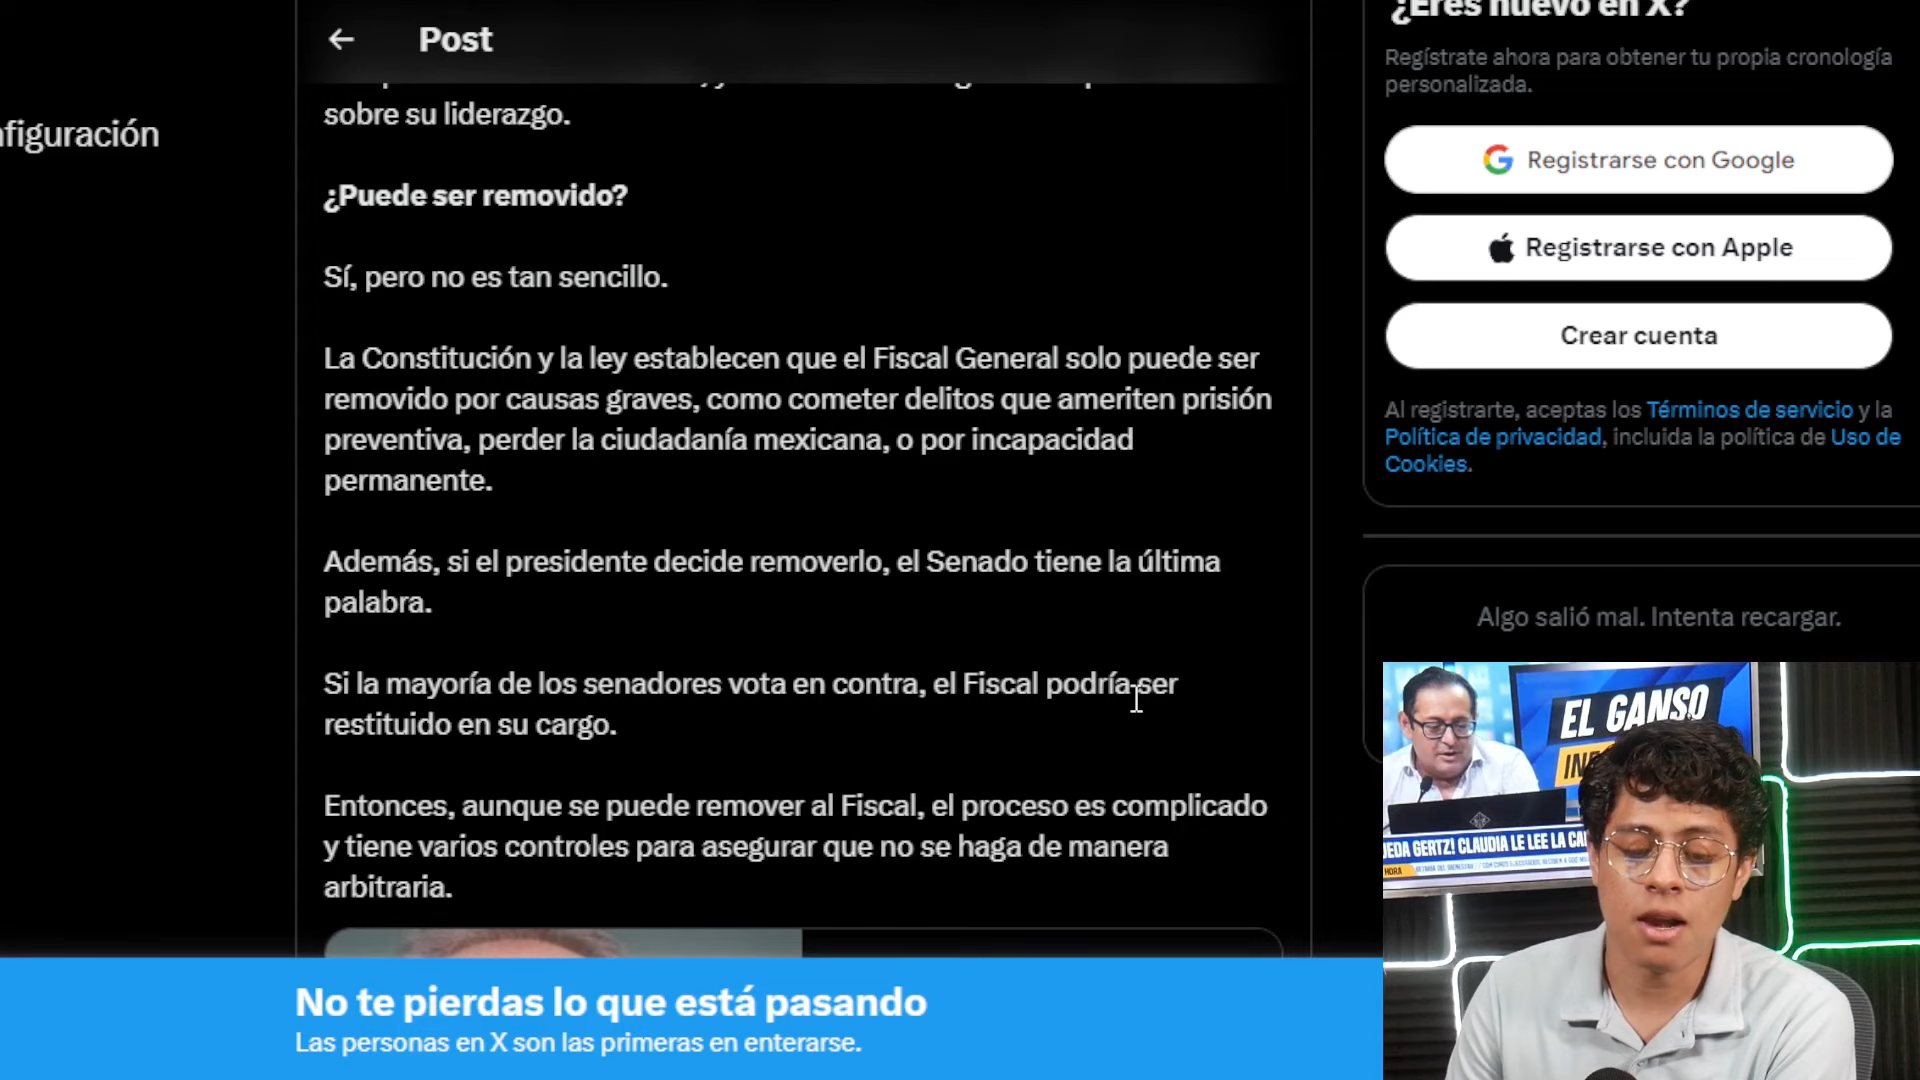 Post
¿Eres nuevo en X?
Regístrate ahora para obtener tu propia cronología
personalizada.
nfiguración
sobre su liderazgo.
Registrarse con Google
¿Puede ser removido?
Registrarse con Apple
Sí, pero no es tan sencillo.
Crear cuenta
La Constitución y la ley establecen que el Fiscal General solo puede ser
removido por causas graves, como cometer delitos que ameriten prisión
preventiva, perder la ciudadanía mexicana, o por incapacidad
permanente.
Al registrarte, aceptas los Términos de servicio y la
Política de privacidad, incluida la política de Uso de
Cookies.
Además, si el presidente decide removerlo, el Senado tiene la última
palabra.
Algo salió mal. Intenta recargar.
Si la mayoría de los senadores vota en contra, el Fiscal podría ser
restituido en su cargo.
EL GANSO
Entonces, aunque se puede remover al Fiscal, el proceso es complicado
y tiene varios controles para asegurar que no se haga de manera
arbitraria.
EDA GERTZ! CLAUDIA LE LEE LA CA
HORA
No te pierdas lo que está pasando
Las personas en X son las primeras en enterarse.